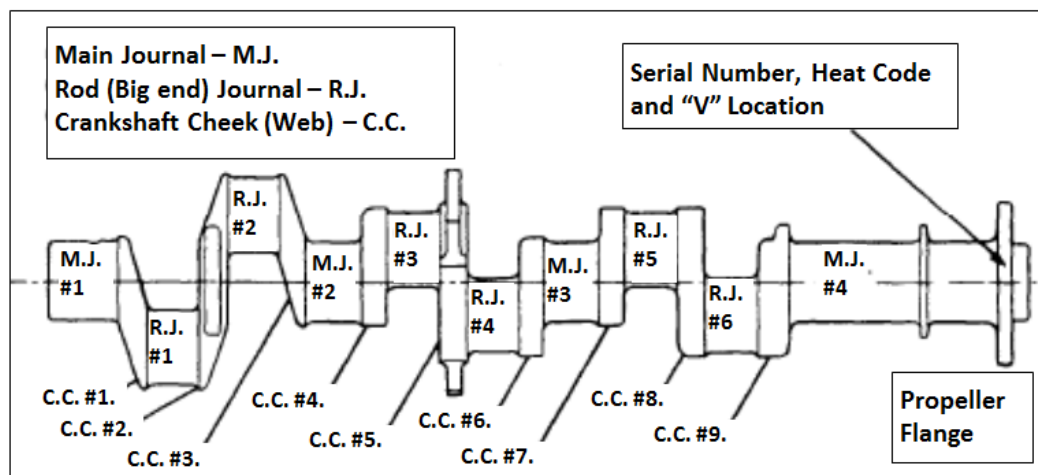 Main Journal – M.J.
Rod (Big end) Journal – R.J.
Crankshaft Cheek (Web) – C.C.
Serial Number, Heat Code
and “V” Location
R.J.
#2
R.J.
#3
R.J.
#5
M.J.
#1
M.J.
#2
M.J.
#3
M.J.
#4
R.J.
#1
R.J.
#4
R.J.
#6
C.C. #1.
C.C. #2.
C.C. #3.
C.C. #4.
C.C. #5.
C.C. #6.
C.C. #7.
C.C. #8.
C.C. #9.
Propeller
Flange